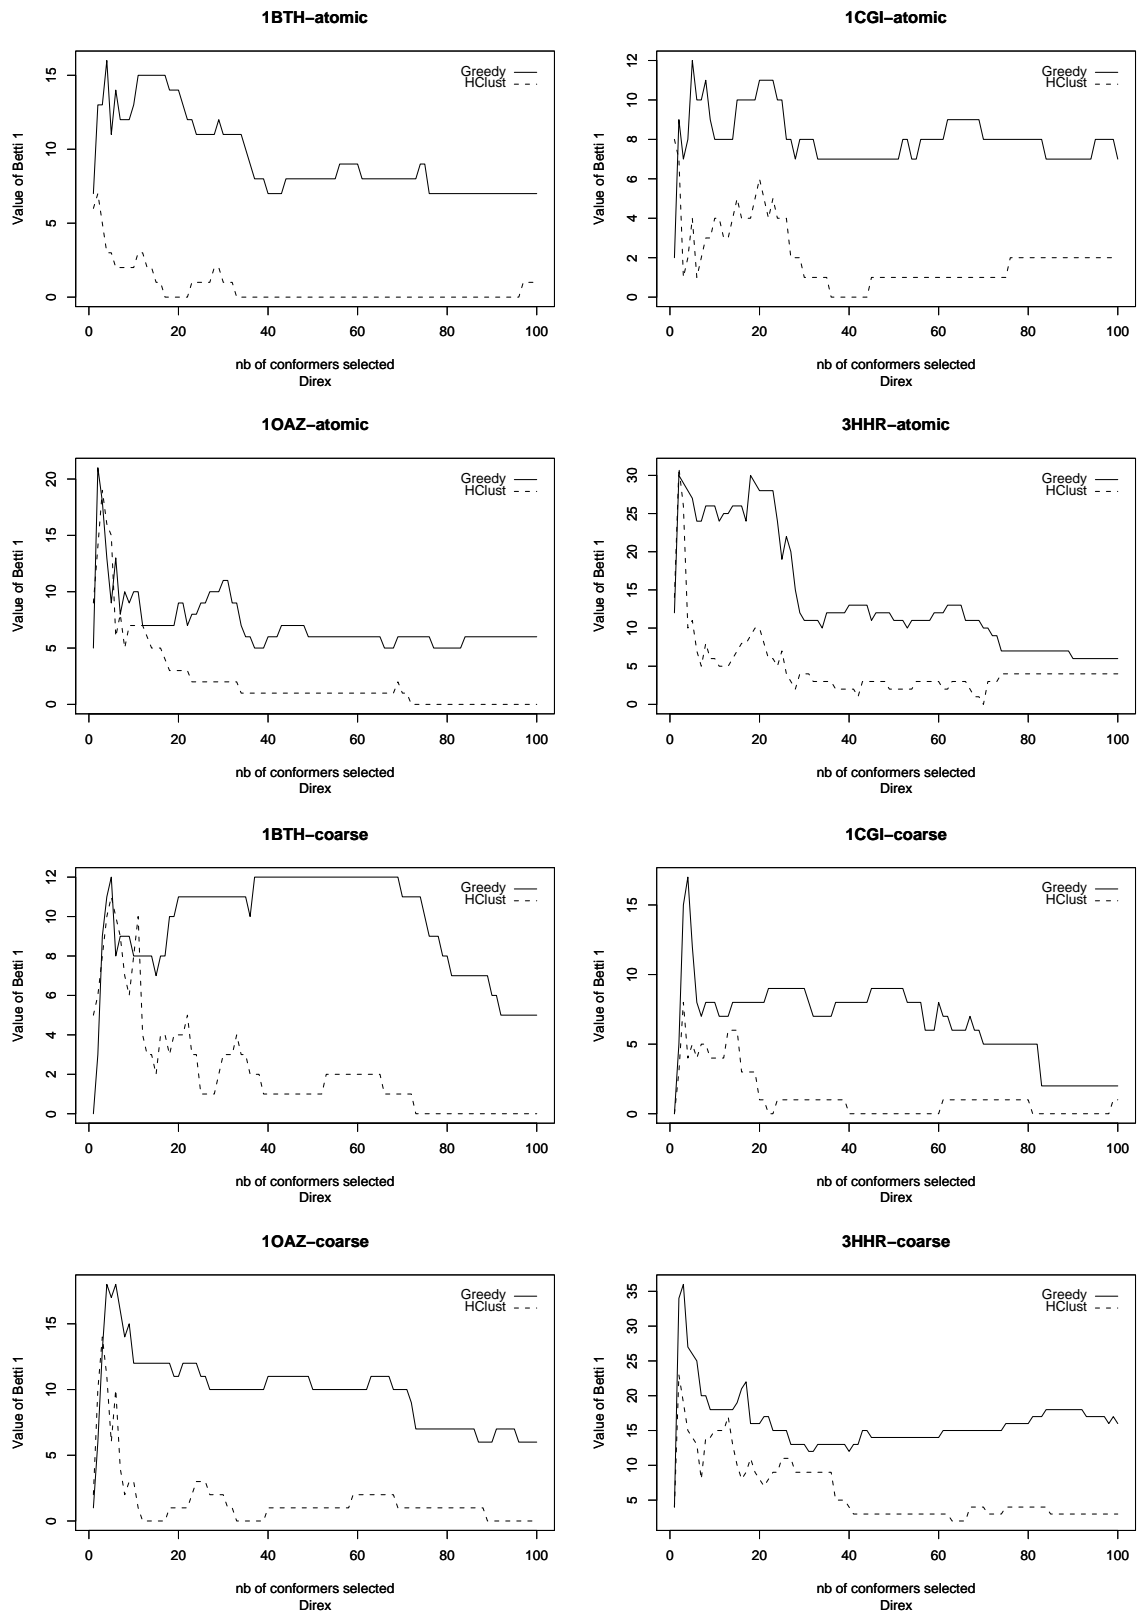 1BTH–atomic
Value of Betti 1
15
10
5
0
Greedy
HClust
0 20 40 60 80 100
nb of conformers selected
Direx
1CGI–atomic
Value of Betti 1
12
10
8
6
4
2
0
Greedy
HClust
0 20 40 60 80 100
nb of conformers selected
Direx
1OAZ–atomic
Value of Betti 1
20
15
10
5
0
Greedy
HClust
0 20 40 60 80 100
nb of conformers selected
Direx
3HHR–atomic
Value of Betti 1
30
25
20
15
10
5
0
Greedy
HClust
0 20 40 60 80 100
nb of conformers selected
Direx
1BTH–coarse
Value of Betti 1
12
10
8
6
4
2
0
Greedy
HClust
0 20 40 60 80 100
nb of conformers selected
Direx
1CGI–coarse
Value of Betti 1
15
10
5
0
Greedy
HClust
0 20 40 60 80 100
nb of conformers selected
Direx
1OAZ–coarse
Value of Betti 1
15
10
5
0
Greedy
HClust
0 20 40 60 80 100
nb of conformers selected
Direx
3HHR–coarse
Value of Betti 1
35
30
25
20
15
10
5
Greedy
HClust
0 20 40 60 80 100
nb of conformers selected
Direx